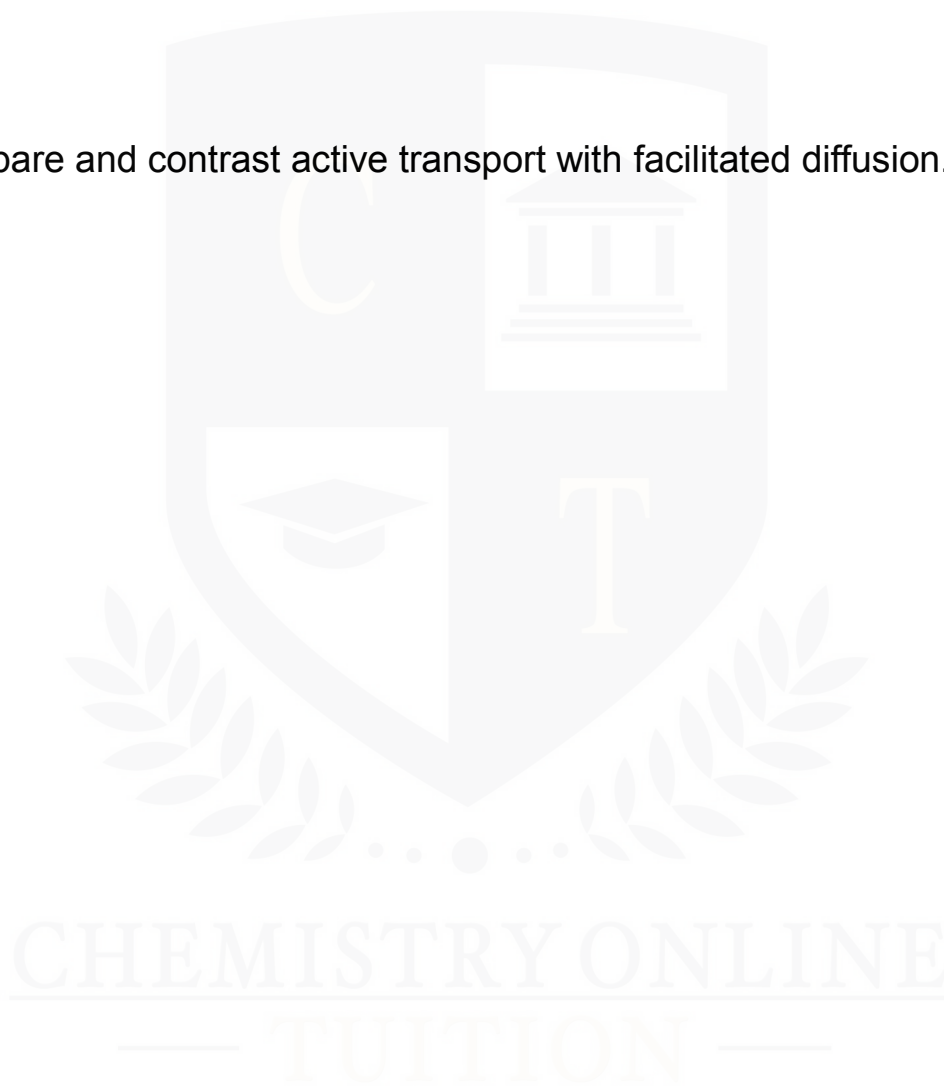 pare and contrast active transport with facilitated diffusion.
C
T
CHEMISTRY ONLINE
TUITION